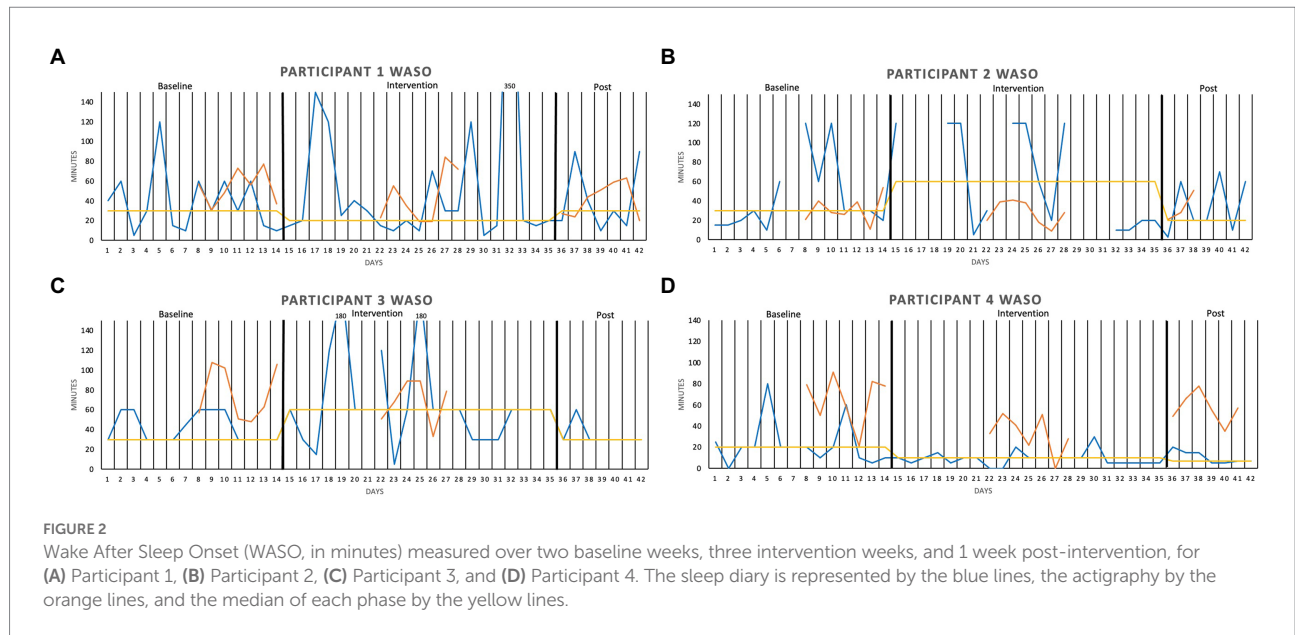 A
PARTICIPANT 1 WASO
Baseline
Intervention
350
Post
MINUTES
140
120
100
80
60
40
20
0
1 2 3 4 5 6 7 8 9 10 11 12 13 14 15 16 17 18 19 20 21 22 23 24 25 26 27 28 29 30 31 32 33 34 35 36 37 38 39 40 41 42
DAYS
B
PARTICIPANT 2 WASO
Baseline
Intervention
Post
MINUTES
140
120
100
80
60
40
20
0
1 2 3 4 5 6 7 8 9 10 11 12 13 14 15 16 17 18 19 20 21 22 23 24 25 26 27 28 29 30 31 32 33 34 35 36 37 38 39 40 41 42
DAYS
C
PARTICIPANT 3 WASO
Baseline
180 Intervention 180
Post
MINUTES
140
120
100
80
60
40
20
0
1 2 3 4 5 6 7 8 9 10 11 12 13 14 15 16 17 18 19 20 21 22 23 24 25 26 27 28 29 30 31 32 33 34 35 36 37 38 39 40 41 42
DAYS
D
PARTICIPANT 4 WASO
Baseline
Intervention
Post
MINUTES
140
120
100
80
60
40
20
0
1 2 3 4 5 6 7 8 9 10 11 12 13 14 15 16 17 18 19 20 21 22 23 24 25 26 27 28 29 30 31 32 33 34 35 36 37 38 39 40 41 42
DAYS
FIGURE 2
Wake After Sleep Onset (WASO, in minutes) measured over two baseline weeks, three intervention weeks, and 1 week post-intervention, for
(A) Participant 1, (B) Participant 2, (C) Participant 3, and (D) Participant 4. The sleep diary is represented by the blue lines, the actigraphy by the
orange lines, and the median of each phase by the yellow lines.